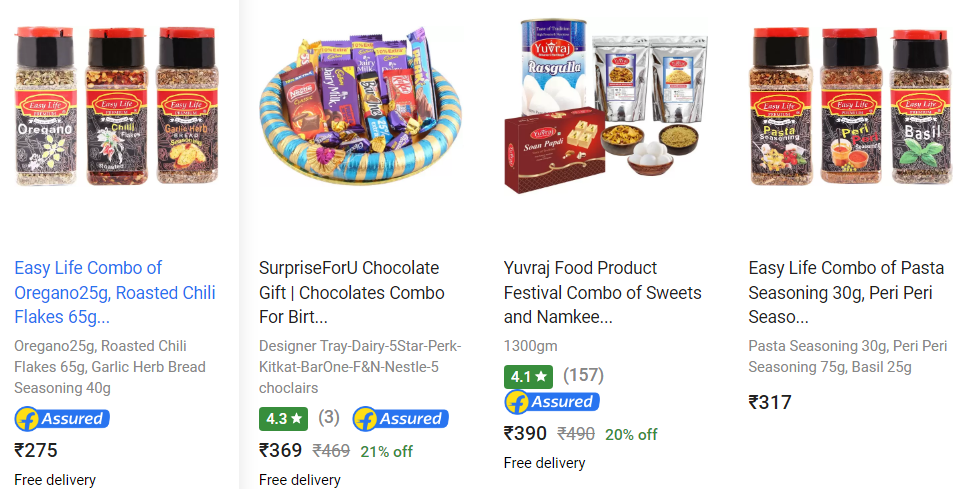 Easy Life
Oregano
Easy Life
Chili
Flakes
Roasted
Easy Life
Garlic Herb
BREAD
Seasoning
Dairy Milk
Dairy Milk
Nestle
CLASSIC
KitKat
BarOne
Yuvraj
Rasgulla
Yuvraj
Soan Papdi
Easy Life
Pasta
Seasoning
Easy Life
Peri
Peri
Seasoning
Easy Life
Basil
Easy Life Combo of
Oregano25g, Roasted Chili
Flakes 65g...
Oregano25g, Roasted Chili
Flakes 65g, Garlic Herb Bread
Seasoning 40g
Assured
₹275
Free delivery
SurpriseForU Chocolate
Gift | Chocolates Combo
For Birt...
Designer Tray-Dairy-5Star-Perk-
Kitkat-BarOne-F&N-Nestle-5
choclairs
4.3 ★ (3) Assured
₹369 ₹469 21% off
Free delivery
Yuvraj Food Product
Festival Combo of Sweets
and Namkee...
1300gm
4.1 ★ (157)
Assured
₹390 ₹490 20% off
Free delivery
Easy Life Combo of Pasta
Seasoning 30g, Peri Peri
Seaso...
Pasta Seasoning 30g, Peri Peri
Seasoning 75g, Basil 25g
₹317